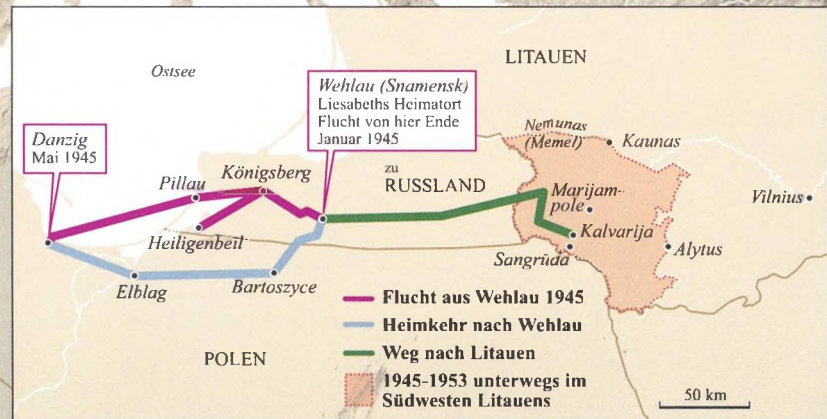 LITAUEN
Ostsee
Wehlau (Snamensk)
Liesabeths Heimatort
Flucht von hier Ende
Januar 1945
Danzig
Mai 1945
Nemunas
(Memel)
Kaunas
Königsberg
Pillau
zu
RUSSLAND
Marijam-
pole
Vilnius
Heiligenbeil
Kalvarija
Sangrūda
Alytus
Elblag
Bartoszyce
Flucht aus Wehlau 1945
Heimkehr nach Wehlau
Weg nach Litauen
POLEN
1945-1953 unterwegs im
Südwesten Litauens
50 km